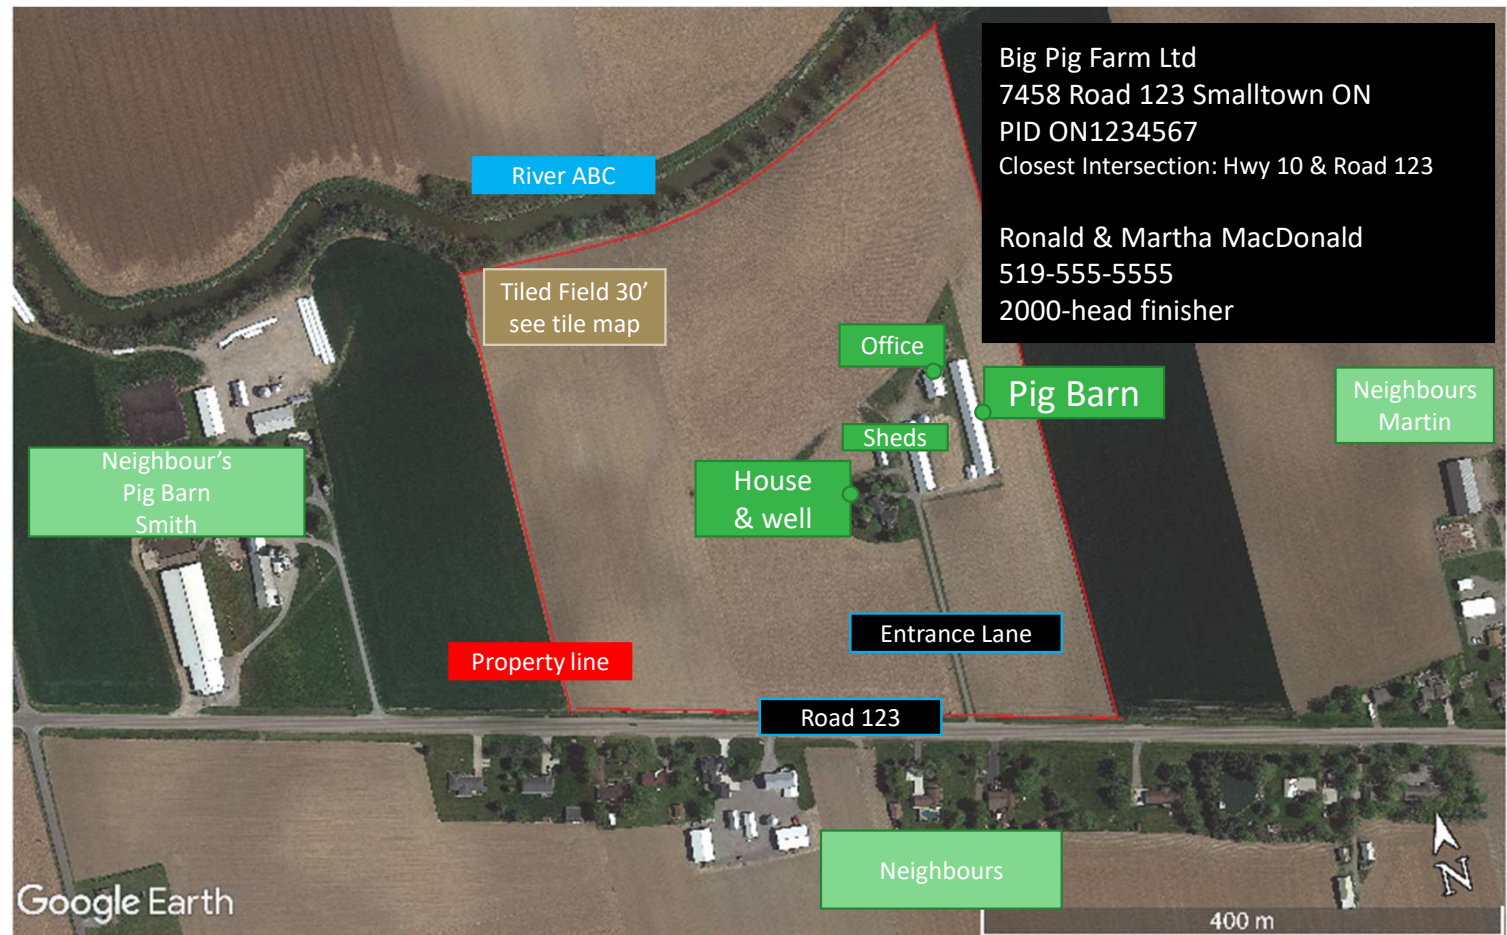 Big Pig Farm Ltd
7458 Road 123 Smalltown ON
PID ON1234567
Closest Intersection: Hwy 10 & Road 123
Ronald & Martha MacDonald
519-555-5555
2000-head finisher
River ABC
Tiled Field 30’
see tile map
Office
Pig Barn
Neighbours
Martin
Sheds
Neighbour’s
Pig Barn
Smith
House
& well
Entrance Lane
Property line
Road 123
Neighbours
N
Google Earth
400 m